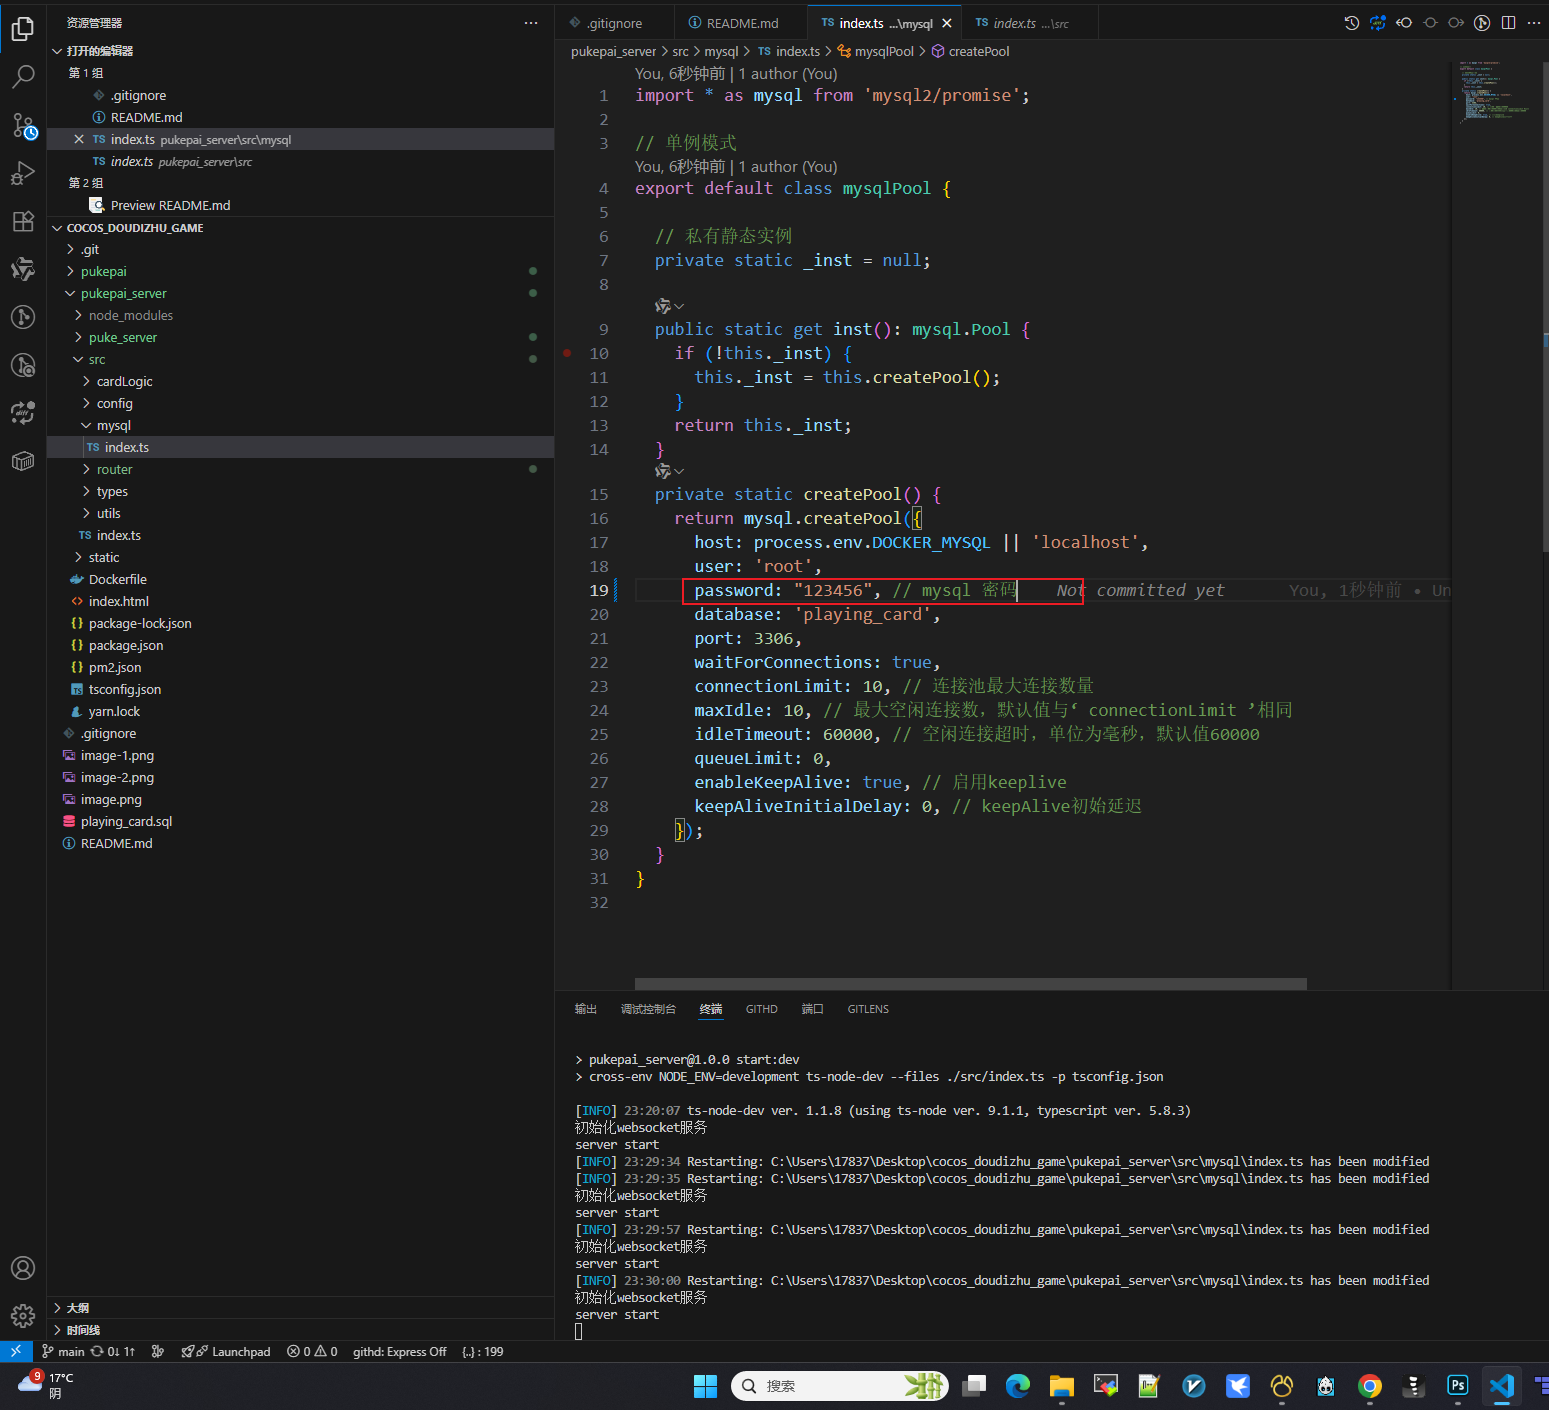 资源管理器
打开的编辑器
第 1 组
.gitignore
README.md
TS index.ts pukepai_server\src\mysql
TS index.ts pukepai_server\src
第 2 组
Preview README.md
COCOS_DOUDIZHU_GAME
.git
pukepai
pukepai_server
node_modules
puke_server
src
cardLogic
config
mysql
TS index.ts
router
types
utils
TS index.ts
static
Dockerfile
index.html
package-lock.json
package.json
pm2.json
tsconfig.json
yarn.lock
.gitignore
image-1.png
image-2.png
image.png
playing_card.sql
README.md
大纲
时间线
.gitignore
README.md
TS index.ts ...\mysql
TS index.ts ...\src
pukepai_server > src > mysql > TS index.ts > mysqlPool > createPool
You, 6秒钟前 | 1 author (You)
1 import * as mysql from 'mysql2/promise';
2
3 // 单例模式
You, 6秒钟前 | 1 author (You)
4 export default class mysqlPool {
5
6 // 私有静态实例
7 private static _inst = null;
8
9 public static get inst(): mysql.Pool {
10 if (!this._inst) {
11 this._inst = this.createPool();
12 }
13 return this._inst;
14 }
15 private static createPool() {
16 return mysql.createPool({
17 host: process.env.DOCKER_MYSQL || 'localhost',
18 user: 'root',
19 password: "123456", // mysql 密码 Not committed yet You, 1秒钟前 • Un
20 database: 'playing_card',
21 port: 3306,
22 waitForConnections: true,
23 connectionLimit: 10, // 连接池最大连接数量
24 maxIdle: 10, // 最大空闲连接数，默认值与‘ connectionLimit ’相同
25 idleTimeout: 60000, // 空闲连接超时，单位为毫秒，默认值60000
26 queueLimit: 0,
27 enableKeepAlive: true, // 启用keeplive
28 keepAliveInitialDelay: 0, // keepAlive初始延迟
29 });
30 }
31 }
32
输出 调试控制台 终端 GITHD 端口 GITLENS
> pukepai_server@1.0.0 start:dev
> cross-env NODE_ENV=development ts-node-dev --files ./src/index.ts -p tsconfig.json
[INFO] 23:20:07 ts-node-dev ver. 1.1.8 (using ts-node ver. 9.1.1, typescript ver. 5.8.3)
初始化websocket服务
server start
[INFO] 23:29:34 Restarting: C:\Users\17837\Desktop\cocos_doudizhu_game\pukepai_server\src\mysql\index.ts has been modified
[INFO] 23:29:35 Restarting: C:\Users\17837\Desktop\cocos_doudizhu_game\pukepai_server\src\mysql\index.ts has been modified
初始化websocket服务
server start
[INFO] 23:29:57 Restarting: C:\Users\17837\Desktop\cocos_doudizhu_game\pukepai_server\src\mysql\index.ts has been modified
初始化websocket服务
server start
[INFO] 23:30:00 Restarting: C:\Users\17837\Desktop\cocos_doudizhu_game\pukepai_server\src\mysql\index.ts has been modified
初始化websocket服务
server start
main 0↓ 1↑ Launchpad 0 0 githd: Express Off {..} : 199
9
17°C
阴
搜索
Ps